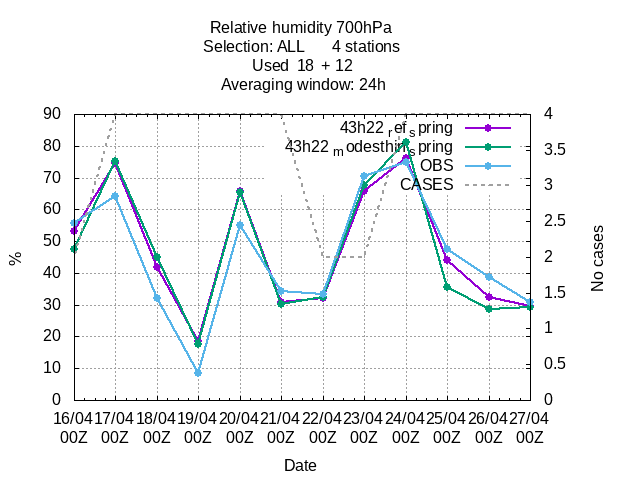 Relative humidity 700hPa
Selection: ALL 4 stations
Used 18 + 12
Averaging window: 24h
90 4
43h22 refspring
80 3.5
43h22 modesthinspring
70 3
OBS
CASES
60 2.5
50 2
40 1.5
30 1
20 0.5
10
0 0
%
No cases
16/04 17/04 18/04 19/04 20/04 21/04 22/04 23/04 24/04 25/04 26/04 27/04
00Z 00Z 00Z 00Z 00Z 00Z 00Z 00Z 00Z 00Z 00Z 00Z
Date